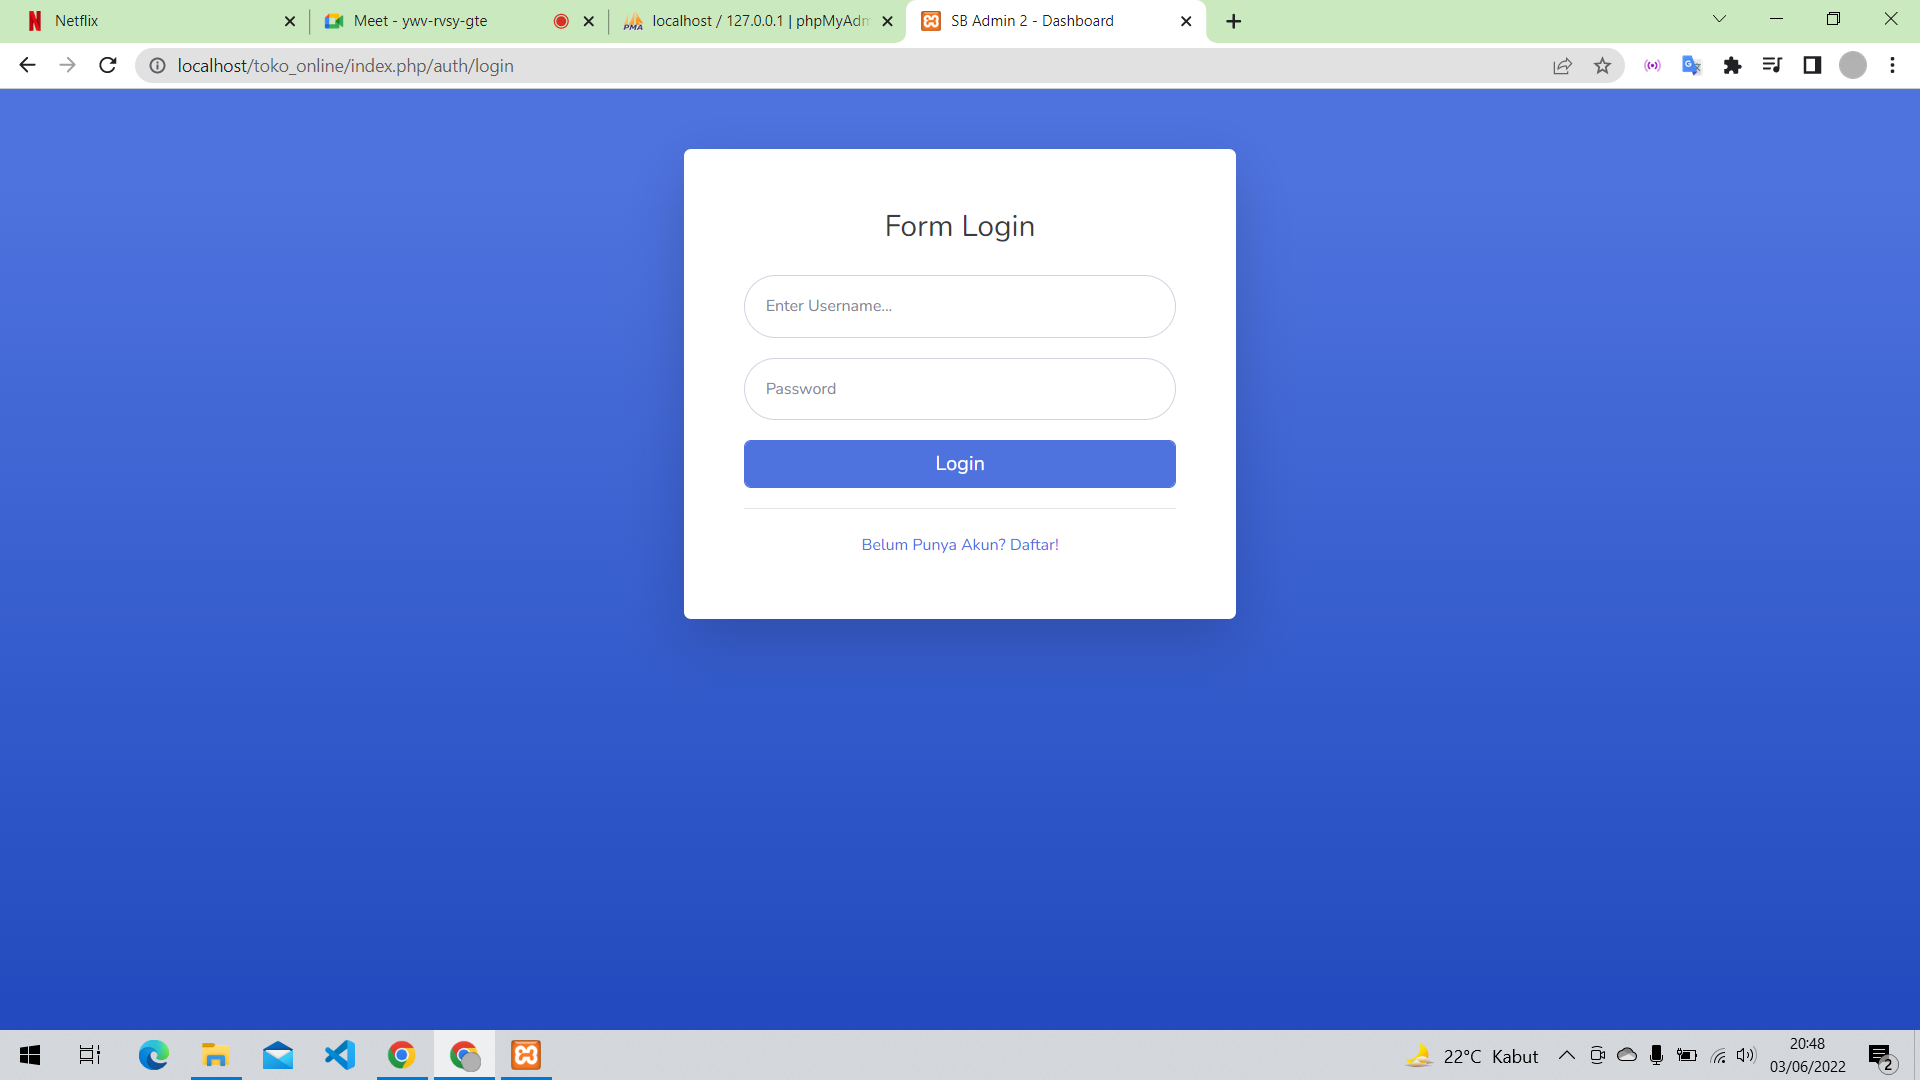 Netflix
Meet - ywv-rvsy-gte
localhost / 127.0.0.1 | phpMyAdm
SB Admin 2 - Dashboard
localhost/toko_online/index.php/auth/login
Form Login
Enter Username...
Password
Login
Belum Punya Akun? Daftar!
22°C Kabut
20:48
03/06/2022
2